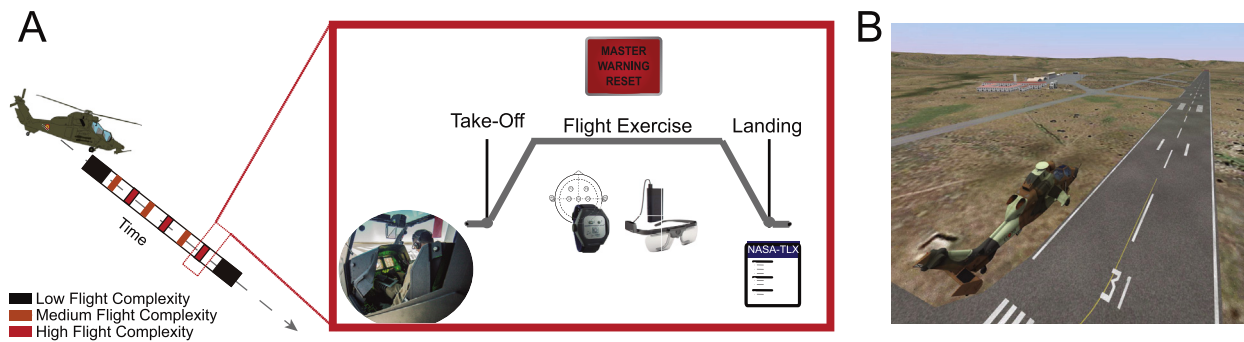 A
B
MASTER
WARNING
RESET
Take-Off
Flight Exercise
Landing
Time
NASA-TLX
Low Flight Complexity
Medium Flight Complexity
High Flight Complexity